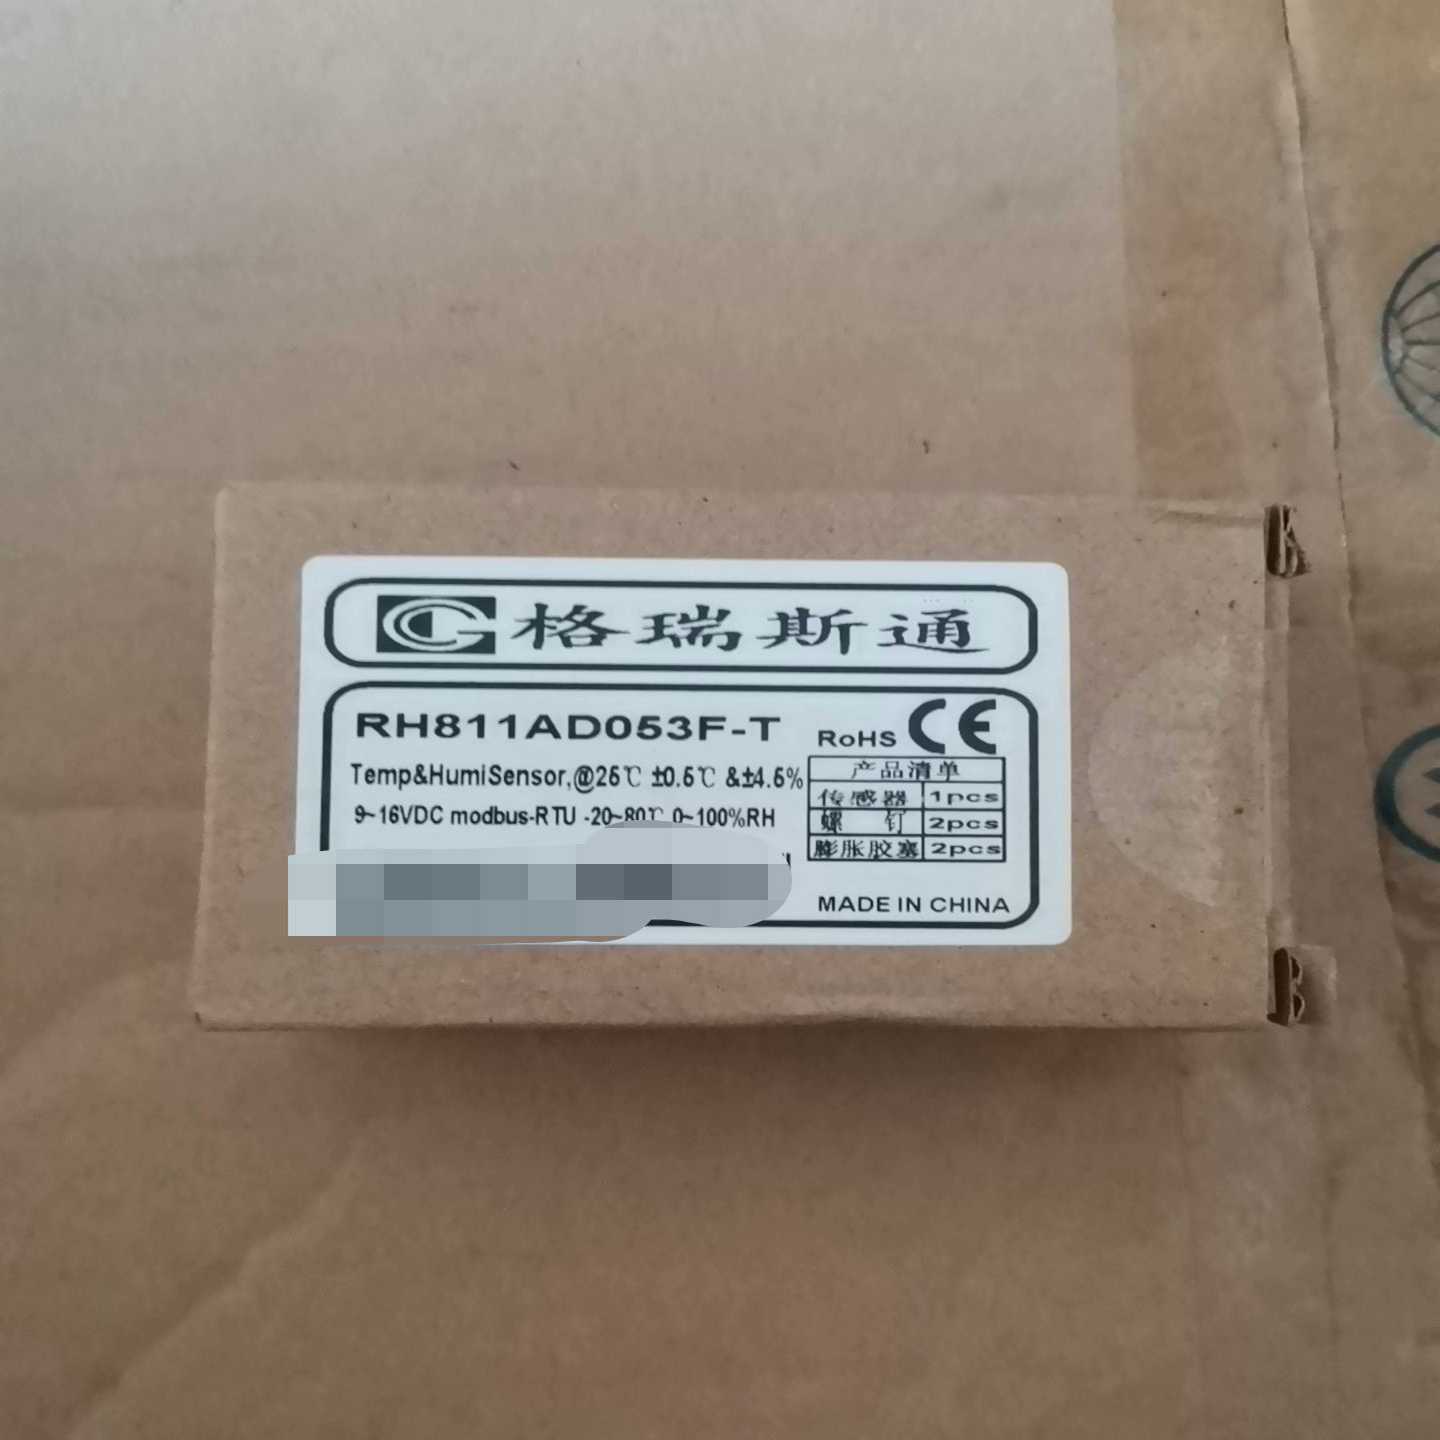 格瑞斯通
RH811AD053F-T
RoHS CE
Temp&HumiSensor,@25℃ ±0.5℃ &±4.5%
9~16VDC modbus-RTU -20~80℃ 0~100%RH
产品清单
传感器 1pcs
螺 钉 2pcs
膨胀胶塞 2pcs
MADE IN CHINA